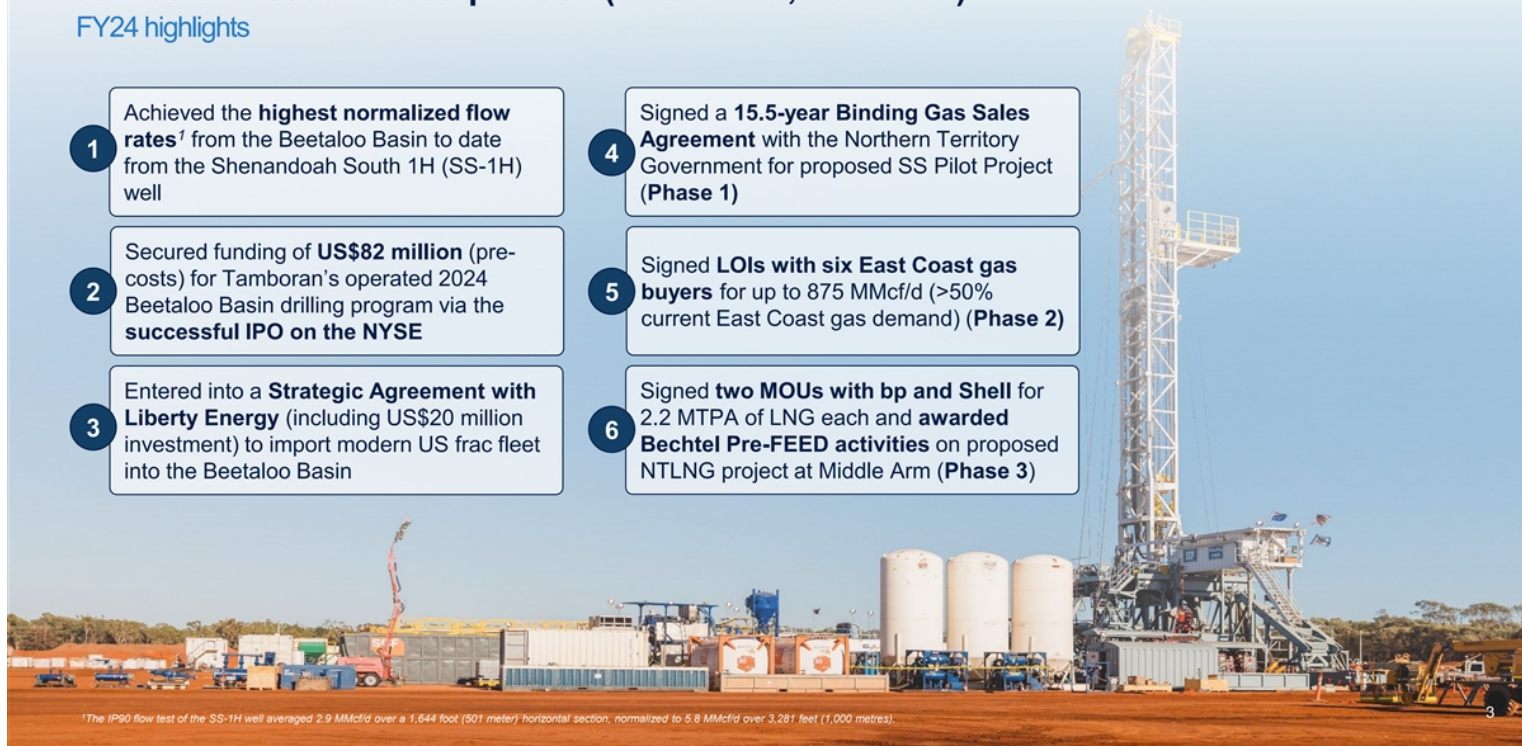 FY24 highlights
1
Achieved the highest normalized flow
rates¹ from the Beetaloo Basin to date
from the Shenandoah South 1H (SS-1H)
well
2
Secured funding of US$82 million (pre-
costs) for Tamboran’s operated 2024
Beetaloo Basin drilling program via the
successful IPO on the NYSE
3
Entered into a Strategic Agreement with
Liberty Energy (including US$20 million
investment) to import modern US frac fleet
into the Beetaloo Basin
4
Signed a 15.5-year Binding Gas Sales
Agreement with the Northern Territory
Government for proposed SS Pilot Project
(Phase 1)
5
Signed LOIs with six East Coast gas
buyers for up to 875 MMcf/d (>50%
current East Coast gas demand) (Phase 2)
6
Signed two MOUs with bp and Shell for
2.2 MTPA of LNG each and awarded
Bechtel Pre-FEED activities on proposed
NTLNG project at Middle Arm (Phase 3)
¹The IP90 flow test of the SS-1H well averaged 2.9 MMcf/d over a 1,644 foot (501 meter) horizontal section, normalized to 5.8 MMcf/d over 3,281 feet (1,000 metres).
3